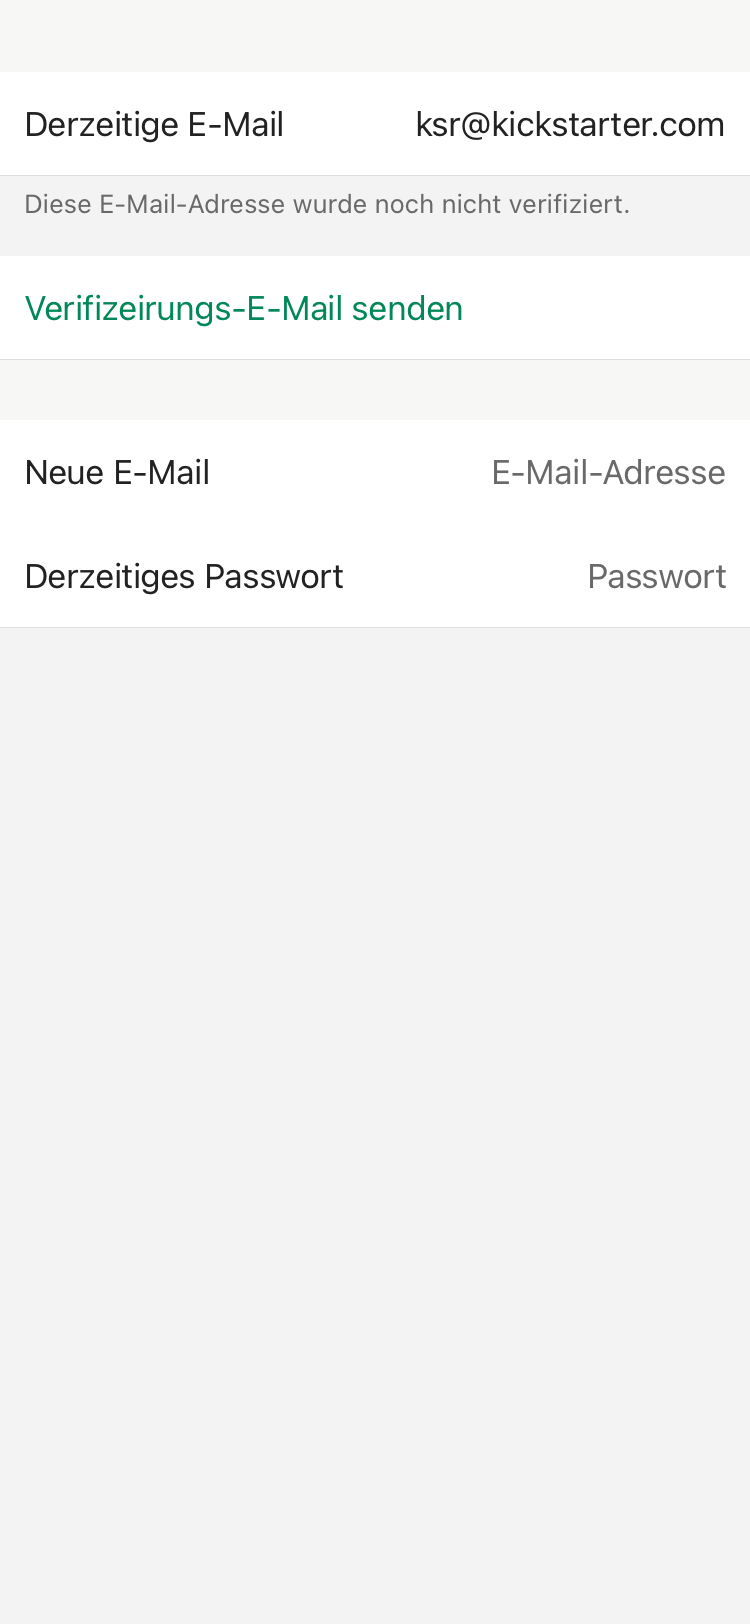 Derzeitige E-Mail ksr@kickstarter.com
Diese E-Mail-Adresse wurde noch nicht verifiziert.
Verifizeirungs-E-Mail senden
Neue E-Mail E-Mail-Adresse
Derzeitiges Passwort Passwort